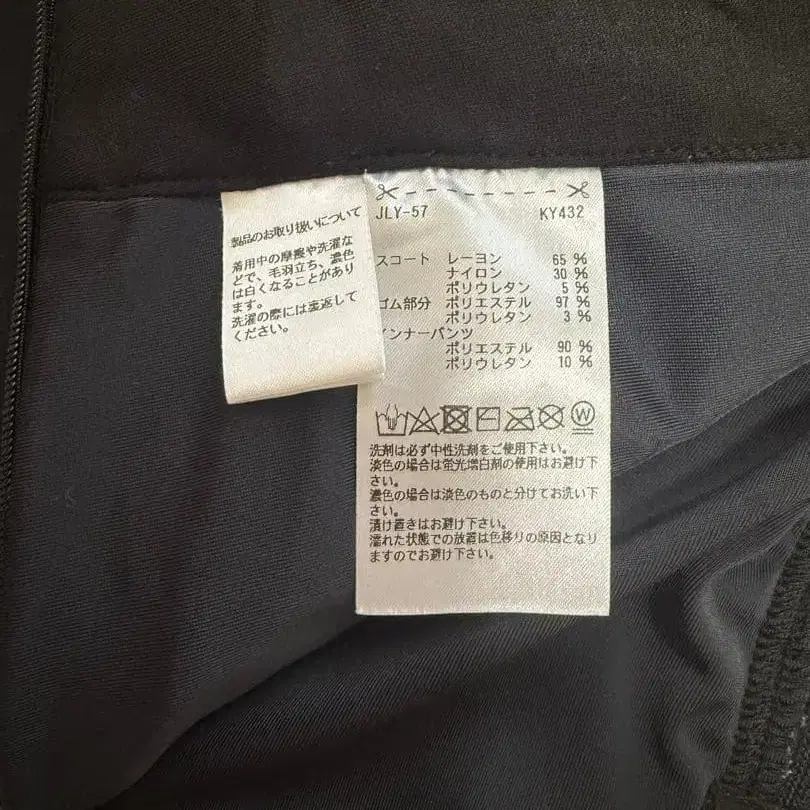 製品のお取り扱いについて
着用中の摩擦や洗濯な
どで、毛羽立ち、濃色
は白くなることがあり
ます。
洗濯の際には裏返して
ください。
JLY-57 KY432
スコート レーヨン 65 %
ナイロン 30 %
ポリウレタン 5 %
ゴム部分 ポリエステル 97 %
ポリウレタン 3 %
インナーパンツ
ポリエステル 90 %
ポリウレタン 10 %
W
洗剤は必ず中性洗剤をご使用下さい。
淡色の場合は蛍光増白剤の使用はお避け下
さい。
濃色の場合は淡色のものと分けてお洗い下
さい。
漬け置きはお避け下さい。
濡れた状態での放置は色移りの原因となり
ますのでお避け下さい。